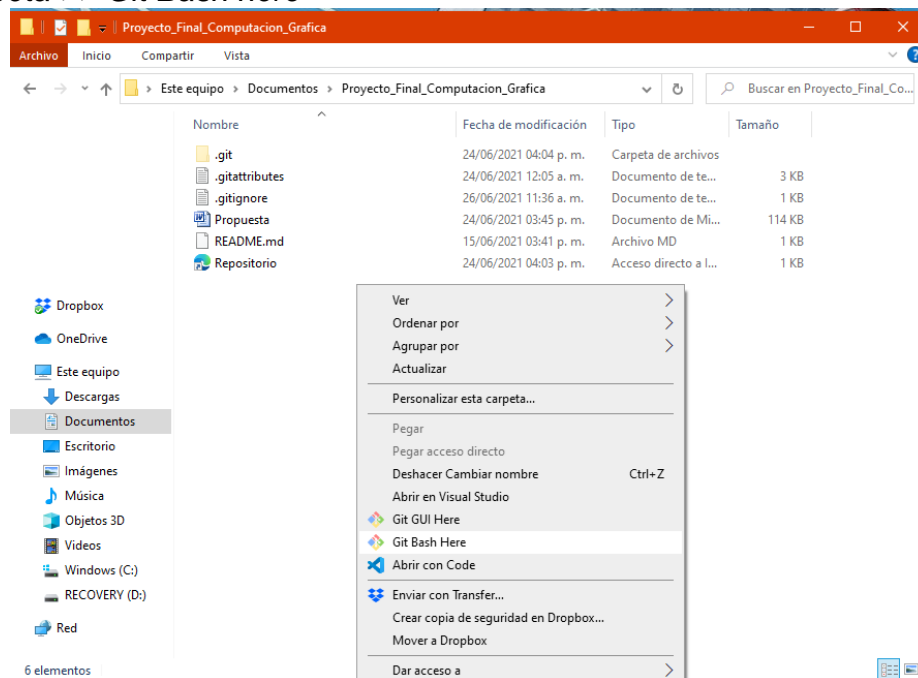 Git Bash Here
Proyecto_Final_Computacion_Grafica
Archivo Inicio Compartir Vista
Este equipo > Documentos > Proyecto_Final_Computacion_Grafica
Buscar en Proyecto_Final_Co...
Nombre Fecha de modificación Tipo Tamaño
.git 24/06/2021 04:04 p. m. Carpeta de archivos
.gitattributes 24/06/2021 12:05 a. m. Documento de te... 3 KB
.gitignore 26/06/2021 11:36 a. m. Documento de te... 1 KB
Propuesta 24/06/2021 03:45 p. m. Documento de Mi... 114 KB
README.md 15/06/2021 03:41 p. m. Archivo MD 1 KB
Repositorio 24/06/2021 04:03 p. m. Acceso directo a l... 1 KB
Dropbox
OneDrive
Este equipo
Descargas
Documentos
Escritorio
Imágenes
Música
Objetos 3D
Videos
Windows (C:)
RECOVERY (D:)
Red
Ver
Ordenar por
Agrupar por
Actualizar
Personalizar esta carpeta...
Pegar
Pegar acceso directo
Deshacer Cambiar nombre Ctrl+Z
Abrir en Visual Studio
Git GUI Here
Git Bash Here
Abrir con Code
Enviar con Transfer...
Crear copia de seguridad en Dropbox...
Mover a Dropbox
Dar acceso a
6 elementos